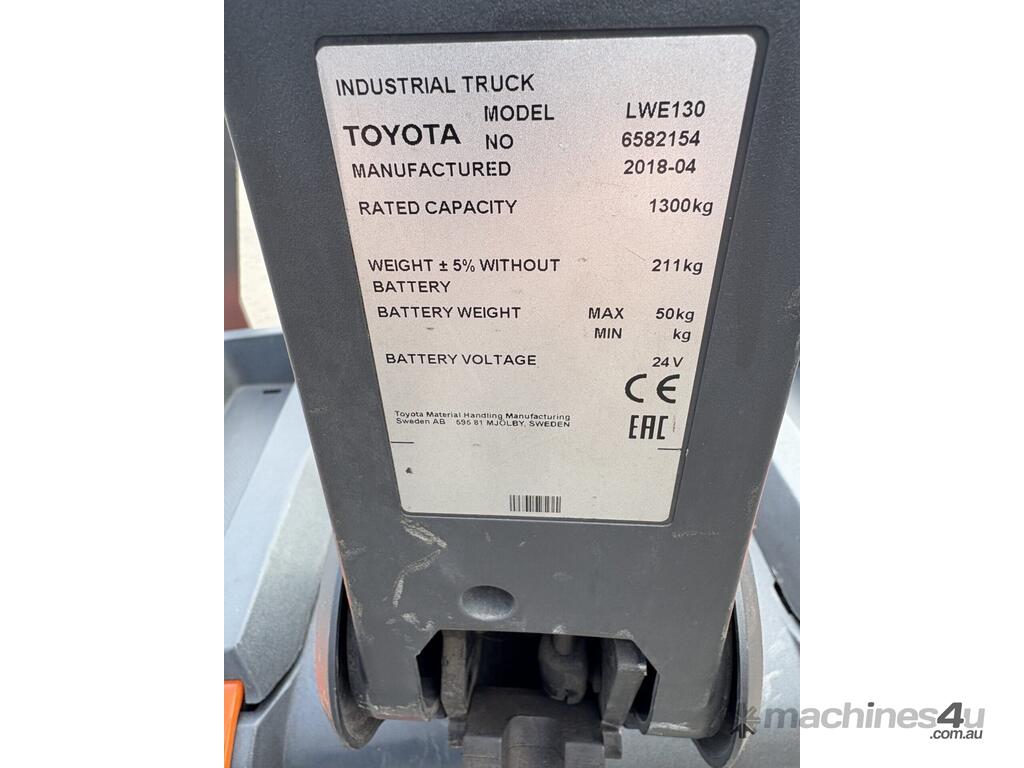 INDUSTRIAL TRUCK
TOYOTA MODEL LWE130
NO 6582154
MANUFACTURED 2018-04
RATED CAPACITY 1300kg
WEIGHT ± 5% WITHOUT 211kg
BATTERY
BATTERY WEIGHT MAX 50kg
MIN kg
BATTERY VOLTAGE 24V
CE
EAC
Toyota Material Handling Manufacturing
Sweden AB 595 81 MJÖLBY, SWEDEN
machines4u
.com.au